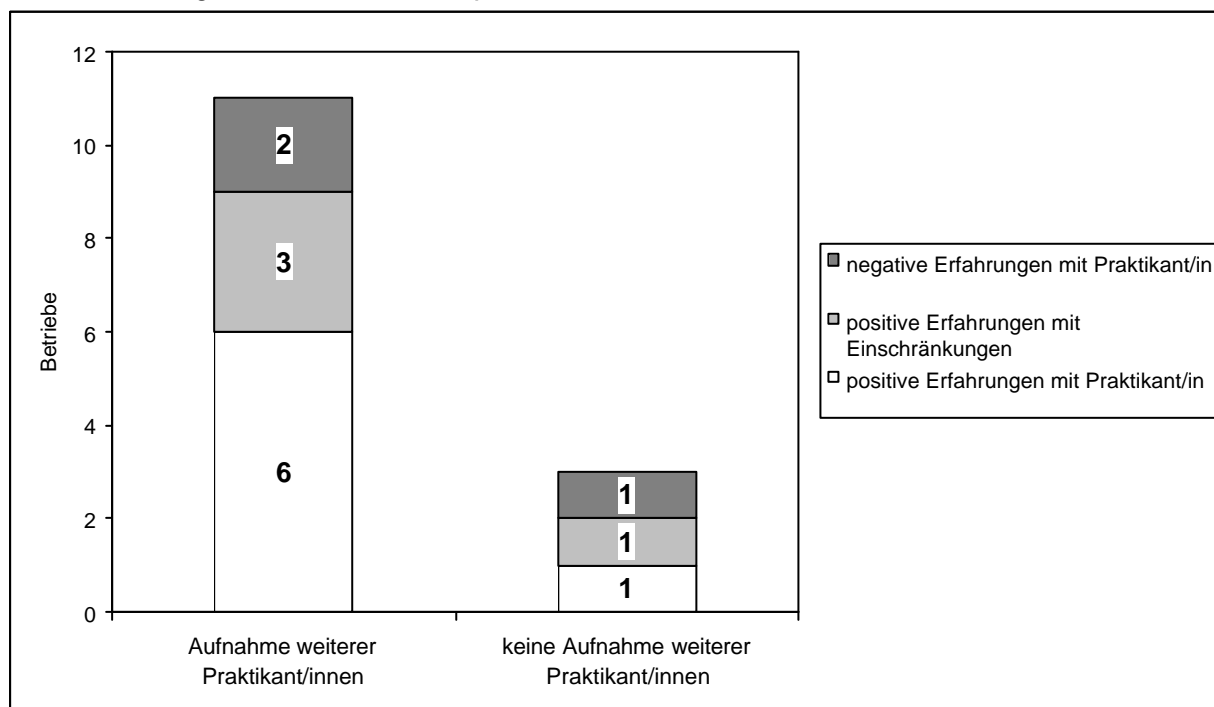 12
10
8
6
4
2
0
Betriebe
2
3
6
1
1
1
Aufnahme weiterer
Praktikant/innen
keine Aufnahme weiterer
Praktikant/innen
negative Erfahrungen mit Praktikant/in
positive Erfahrungen mit
Einschränkungen
positive Erfahrungen mit Praktikant/in